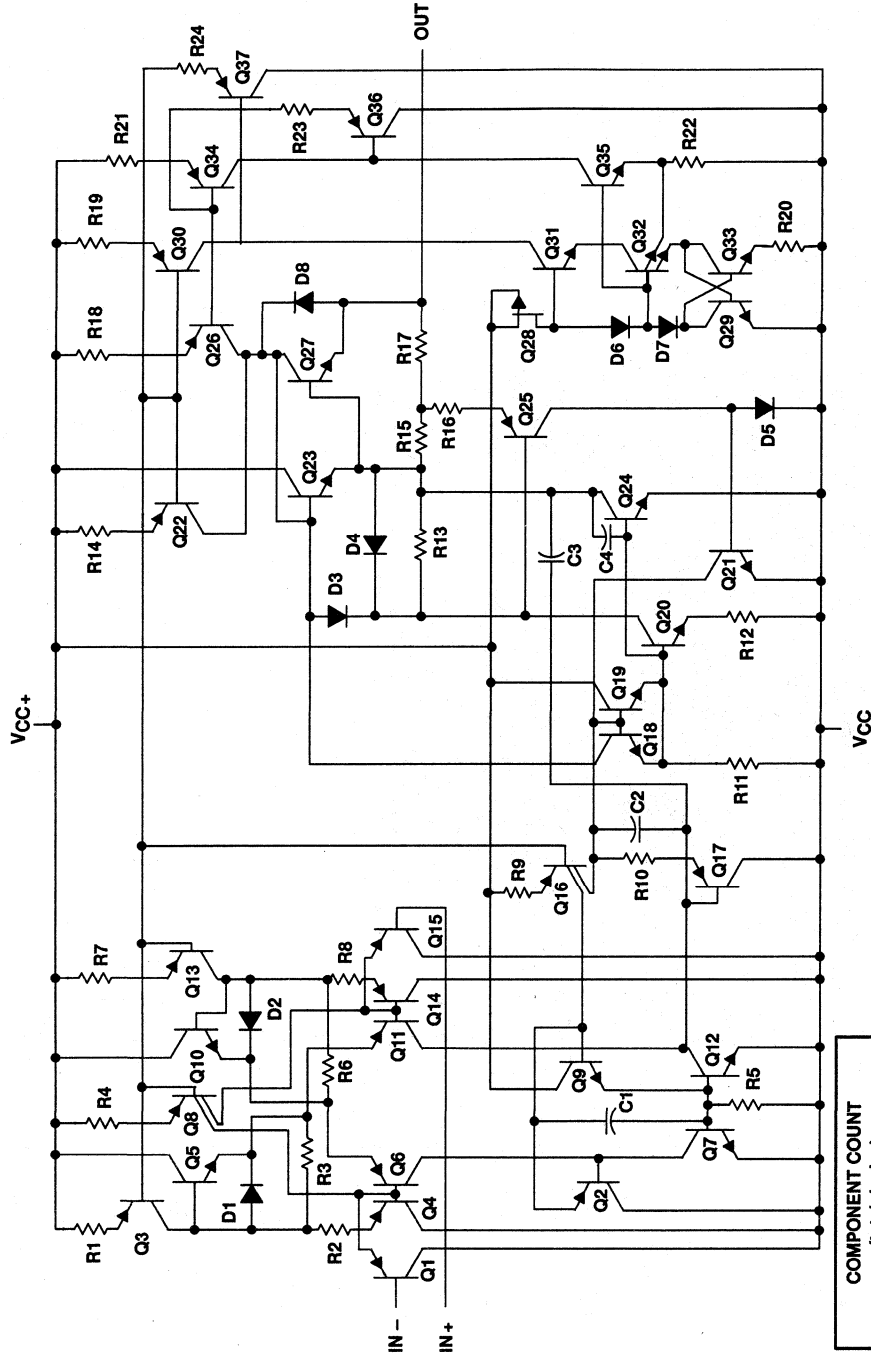 VCC+
R1
R4
R7
R14
R18
R19
R21
R24
Q3
Q5
Q8
Q10
Q13
Q22
Q26
Q30
Q34
Q37
D1
D2
D8
Q27
Q23
R23
Q36
R2
R3
R6
R8
D3
D4
R13
R15
R17
OUT
IN −
Q1
Q4
Q6
Q11
Q14
Q15
R16
IN+
R9
Q16
C3
C4
Q25
Q28
Q31
Q35
Q9
C1
Q2
R10
C2
Q18
Q19
Q24
D6
Q32
D7
R22
Q7
Q12
R5
Q17
R11
Q20
R12
Q21
D5
Q29
Q33
R20
VCC
COMPONENT COUNT